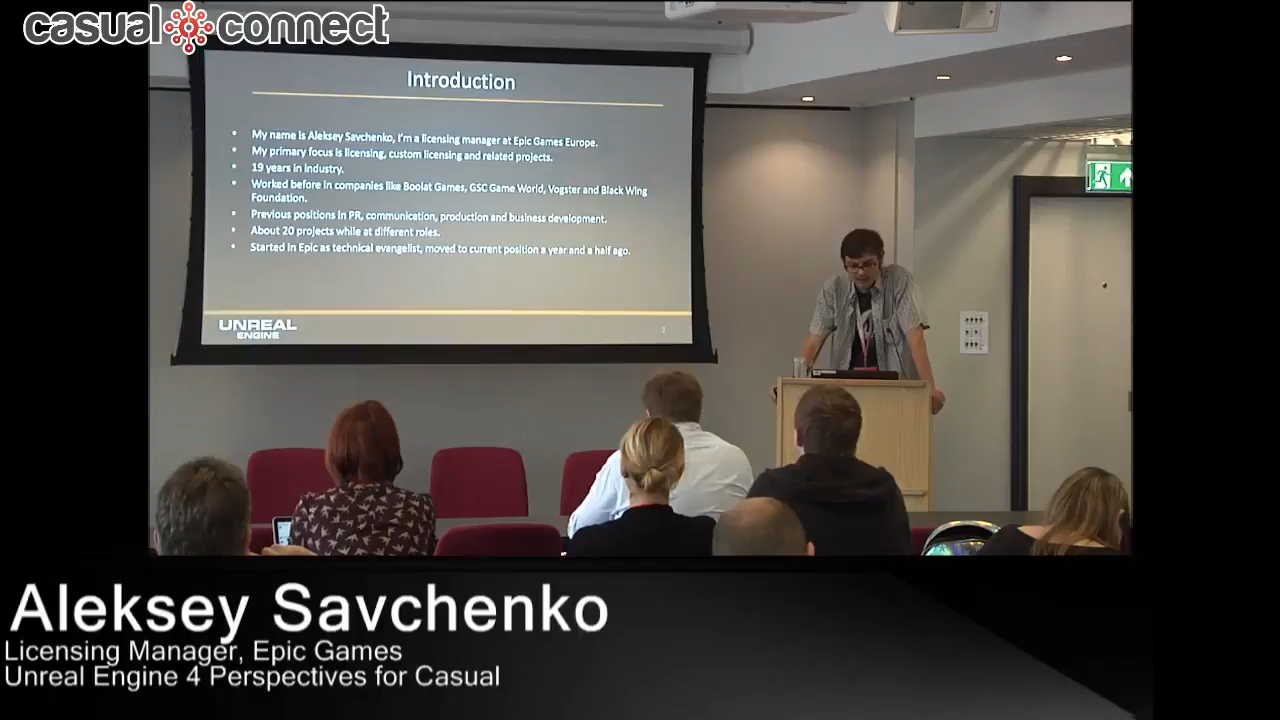 casual connect
Introduction
• My name is Aleksey Savchenko, I'm a licensing manager at Epic Games Europe.
• My primary focus is licensing, custom licensing and related projects.
• 19 years in industry.
• Worked before in companies like Boolat Games, GSC Game World, Vogster and Black Wing
Foundation.
• Previous positions in PR, communication, production and business development.
• About 20 projects while at different roles.
• Started in Epic as technical evangelist, moved to current position a year and a half ago.
UNREAL
ENGINE
Aleksey Savchenko
Licensing Manager, Epic Games
Unreal Engine 4 Perspectives for Casual